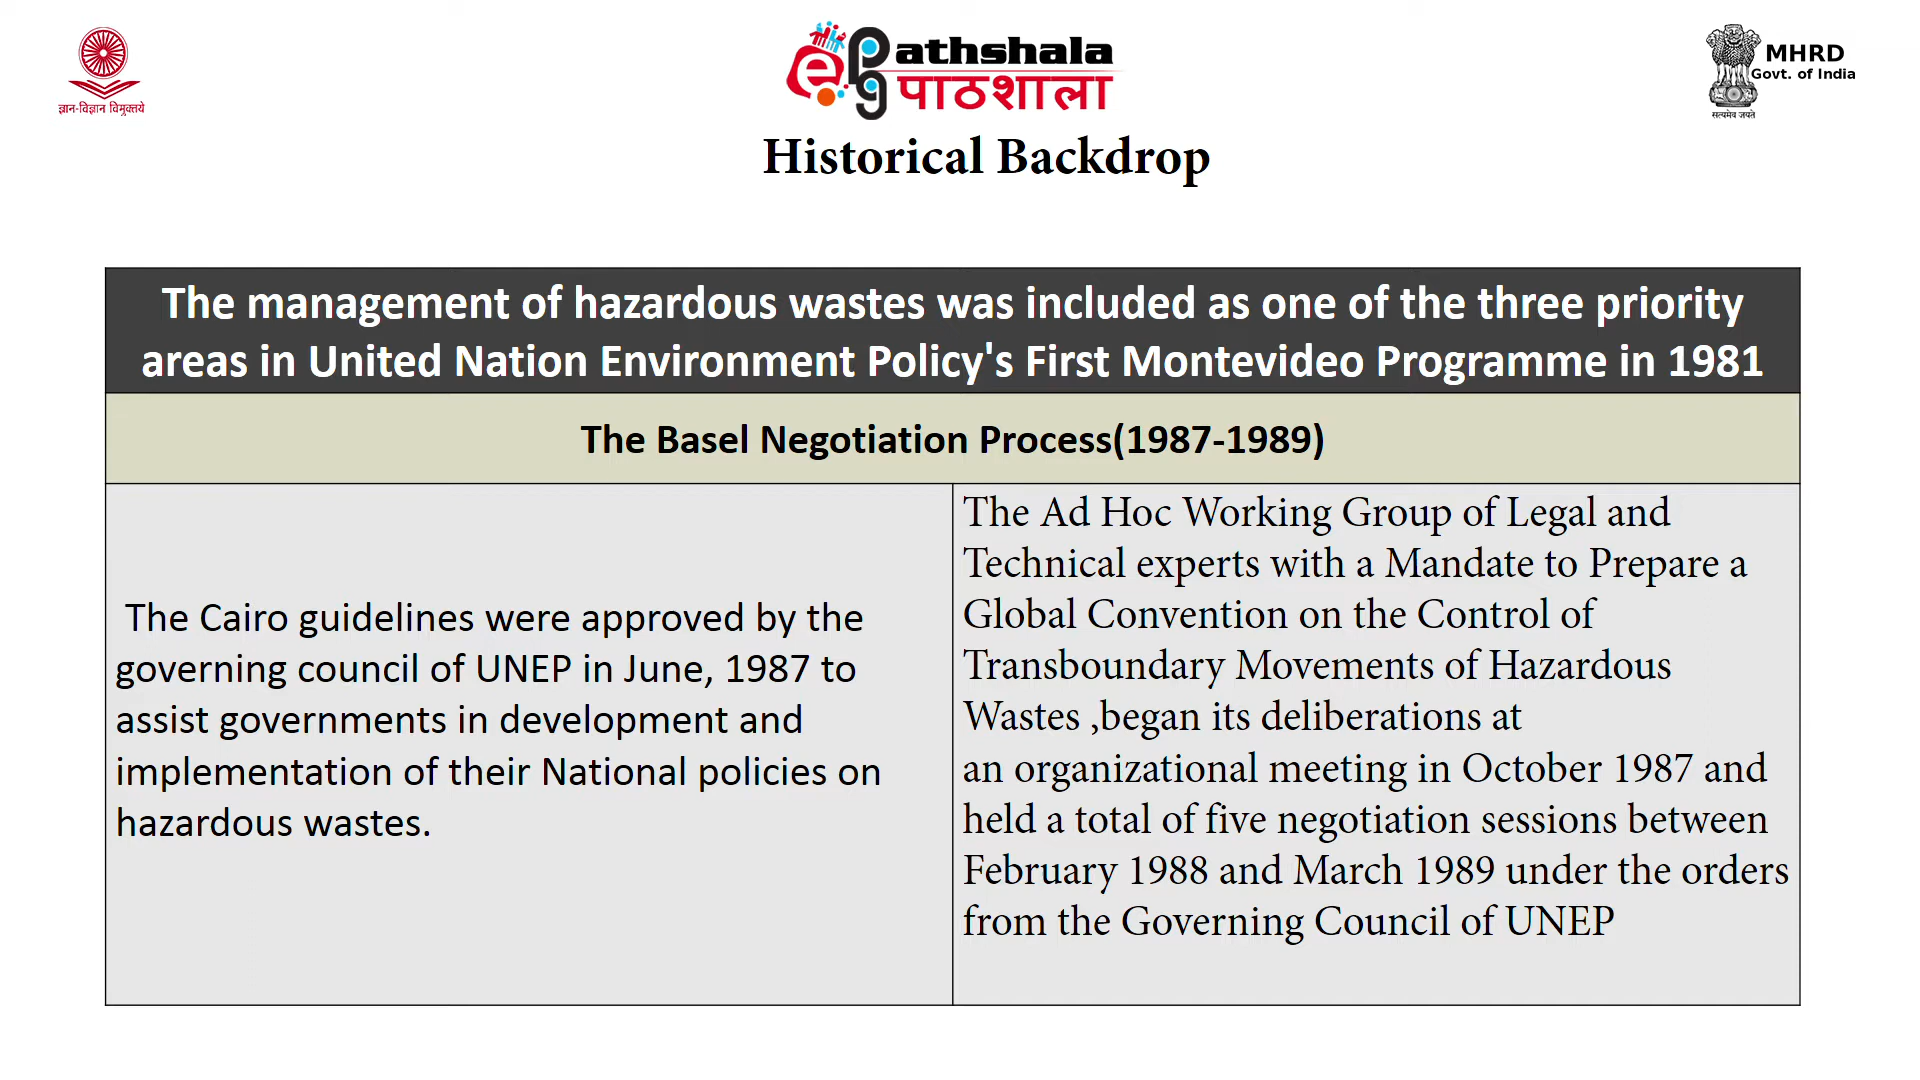 ज्ञान-विज्ञान विमुक्तये
e
PG
athshala
पाठशाला
MHRD
Govt. of India
सत्यमेव जयते
Historical Backdrop
The management of hazardous wastes was included as one of the three priority
areas in United Nation Environment Policy's First Montevideo Programme in 1981
The Basel Negotiation Process(1987-1989)
The Cairo guidelines were approved by the
governing council of UNEP in June, 1987 to
assist governments in development and
implementation of their National policies on
hazardous wastes.
The Ad Hoc Working Group of Legal and
Technical experts with a Mandate to Prepare a
Global Convention on the Control of
Transboundary Movements of Hazardous
Wastes ,began its deliberations at
an organizational meeting in October 1987 and
held a total of five negotiation sessions between
February 1988 and March 1989 under the orders
from the Governing Council of UNEP